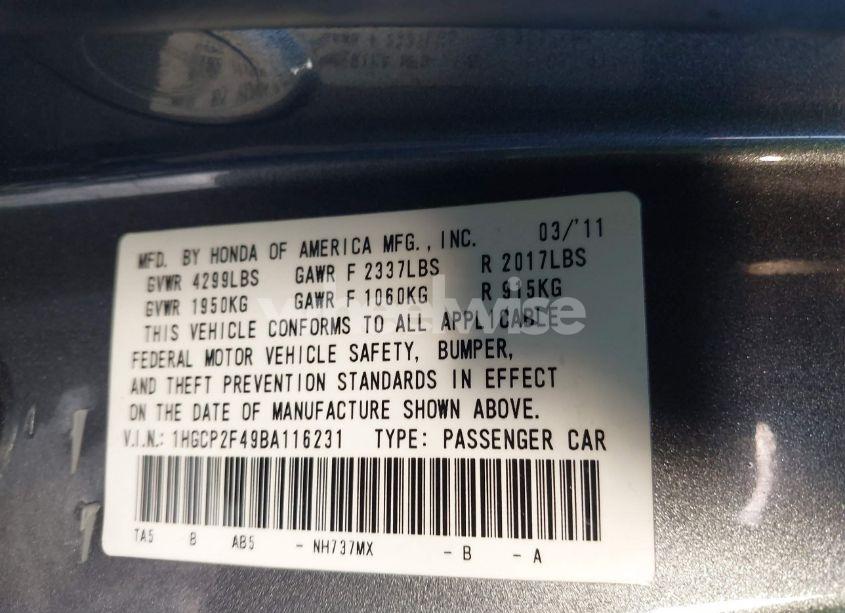 MFD. BY HONDA OF AMERICA MFG., INC. 03/'11
GVWR 4299LBS GAWR F 2337LBS R 2017LBS
GVWR 1950KG GAWR F 1060KG R 915KG
THIS VEHICLE CONFORMS TO ALL APPLICABLE
FEDERAL MOTOR VEHICLE SAFETY, BUMPER,
AND THEFT PREVENTION STANDARDS IN EFFECT
ON THE DATE OF MANUFACTURE SHOWN ABOVE.
V.I.N.: 1HGCP2F49BA116231 TYPE: PASSENGER CAR
TA5 B AB5 - NH737MX - B - A
wheelwise